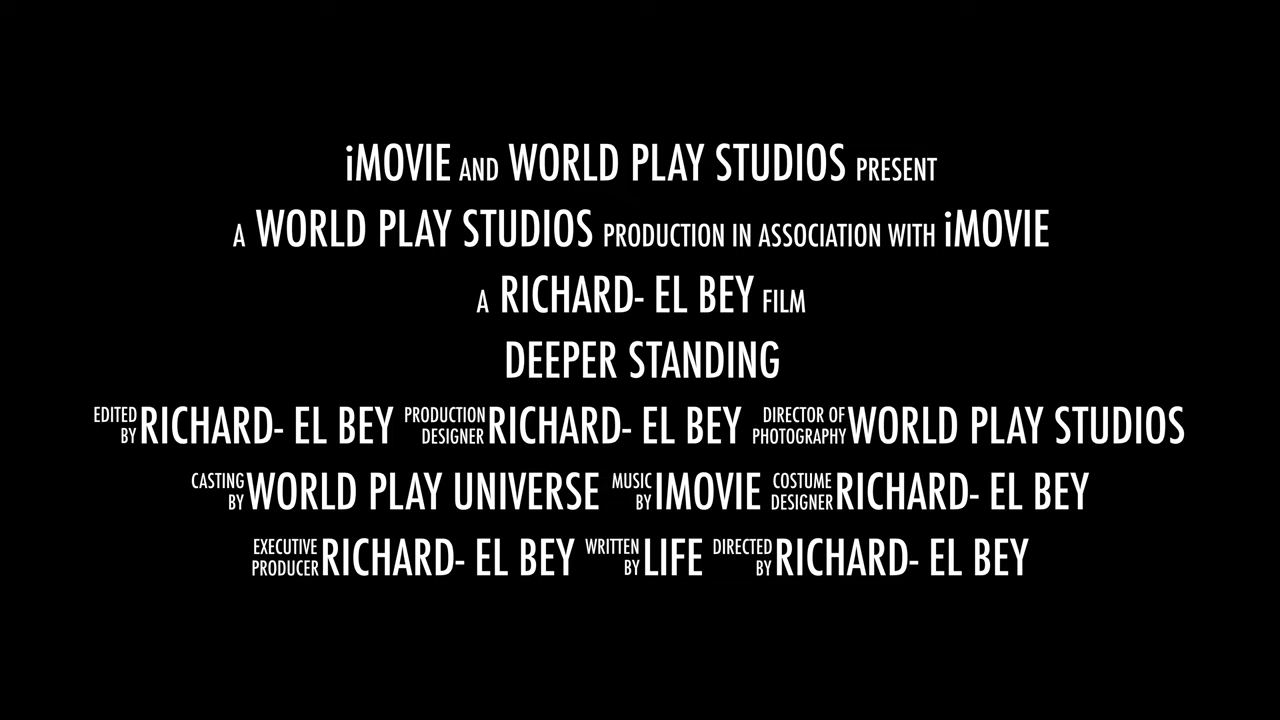 iMOVIE AND WORLD PLAY STUDIOS PRESENT
A WORLD PLAY STUDIOS PRODUCTION IN ASSOCIATION WITH iMOVIE
A RICHARD- EL BEY FILM
DEEPER STANDING
EDITED BY RICHARD- EL BEY PRODUCTION DESIGNER RICHARD- EL BEY DIRECTOR OF PHOTOGRAPHY WORLD PLAY STUDIOS
CASTING BY WORLD PLAY UNIVERSE MUSIC BY IMOVIE COSTUME DESIGNER RICHARD- EL BEY
EXECUTIVE PRODUCER RICHARD- EL BEY WRITTEN BY LIFE DIRECTED BY RICHARD- EL BEY